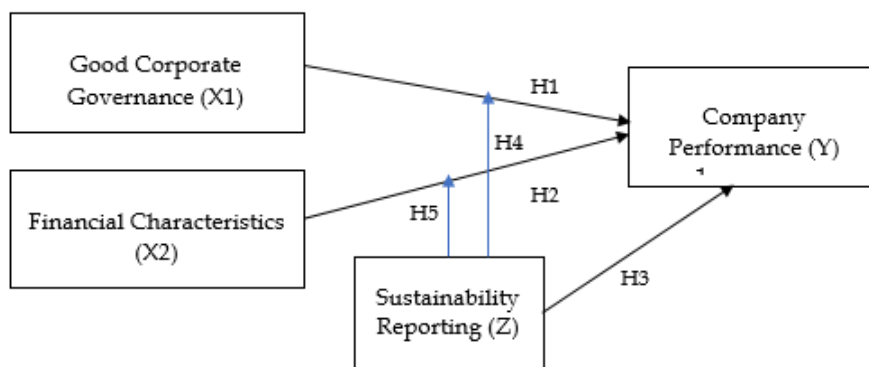 Good Corporate
Governance (X1)
H1
Company
Performance (Y)
H4
Financial Characteristics
(X2)
H5
H2
Sustainability
Reporting (Z)
H3